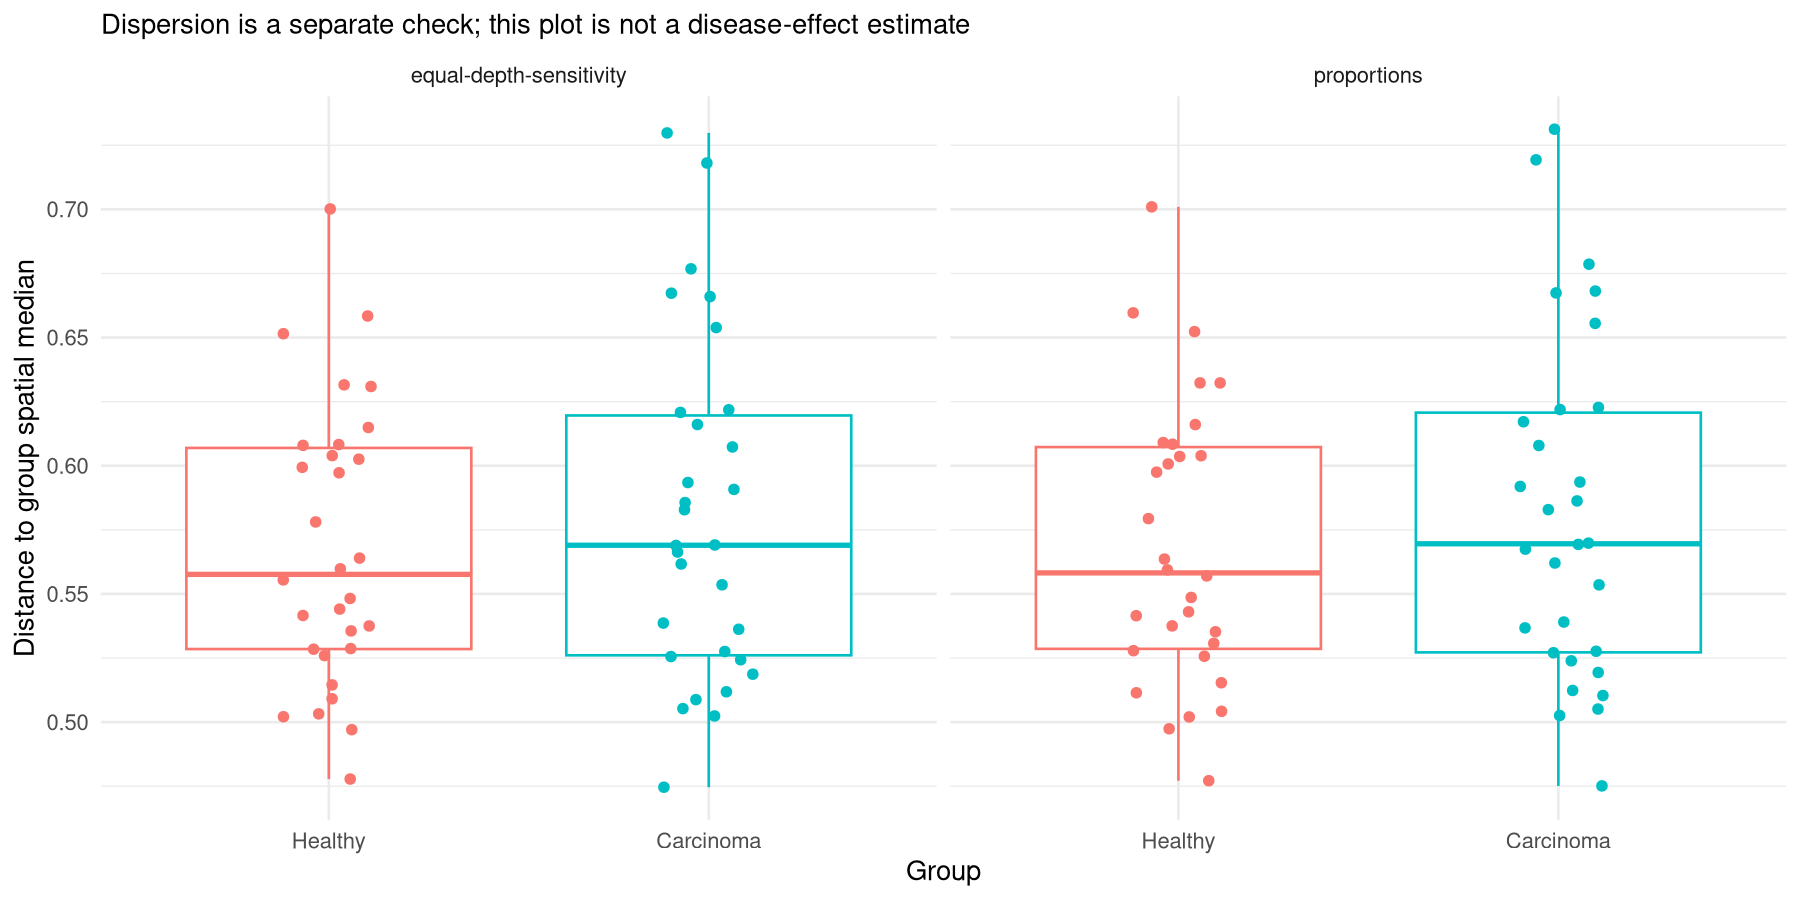 Dispersion is a separate check; this plot is not a disease-effect estimate
equal-depth-sensitivity
proportions
Distance to group spatial median
0.70
0.65
0.60
0.55
0.50
Healthy
Carcinoma
Healthy
Carcinoma
Group